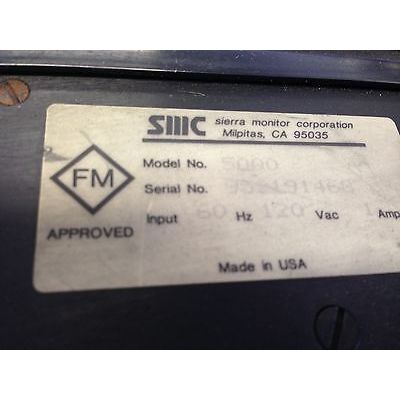 SMC sierra monitor corporation
Milpitas, CA 95035
FM
APPROVED
Model No. 5000
Serial No.
Input 60 Hz 120 Vac 1 Amp
Made in USA